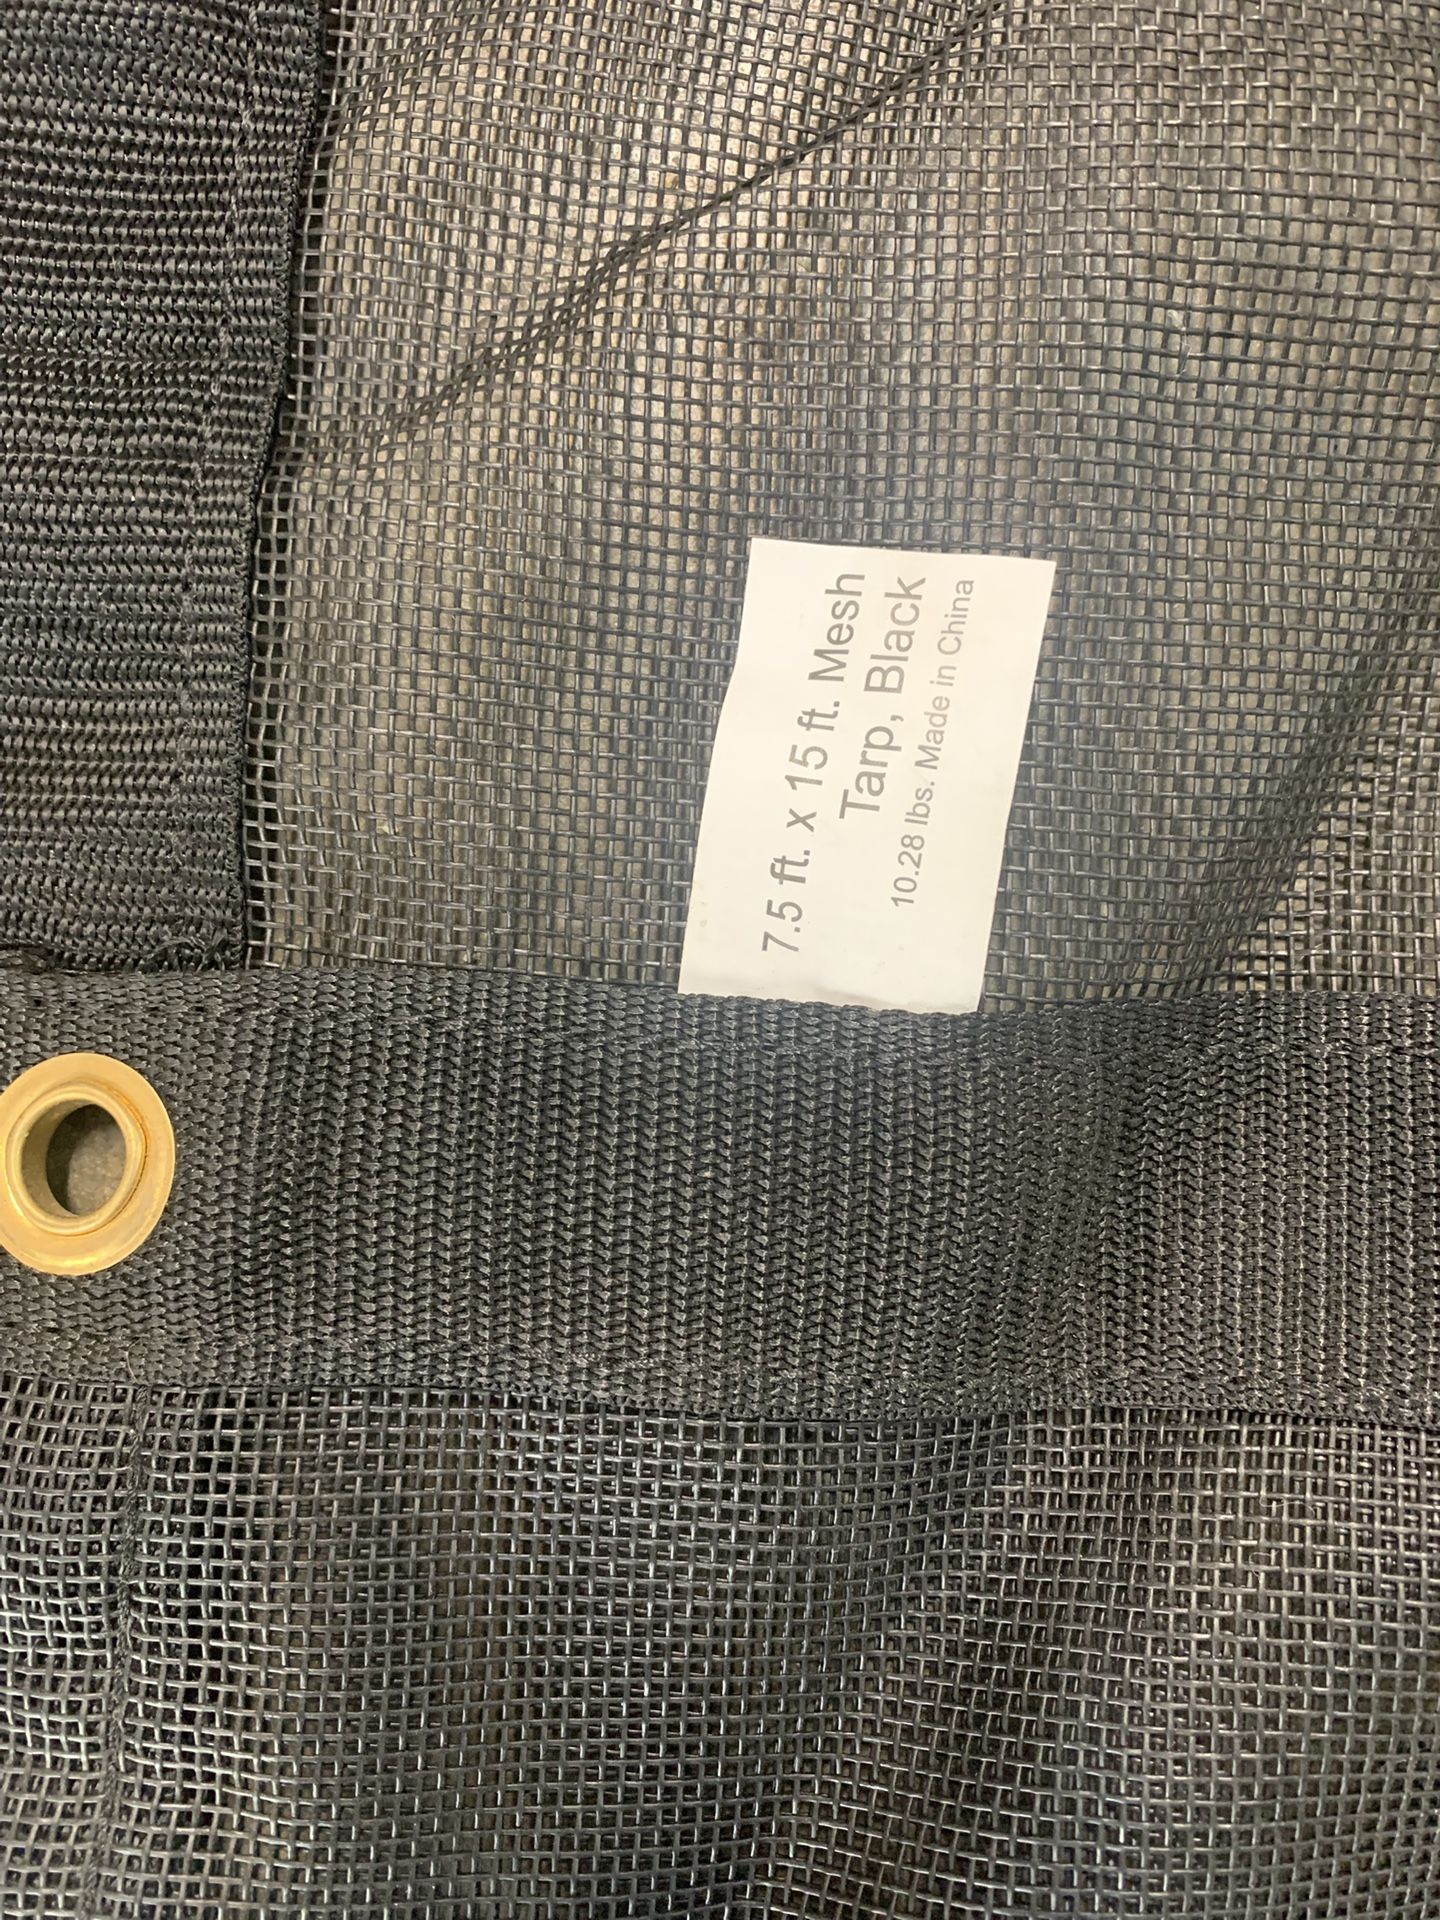 7.5 ft. x 15 ft. Mesh
Tarp, Black
10.28 lbs. Made in China